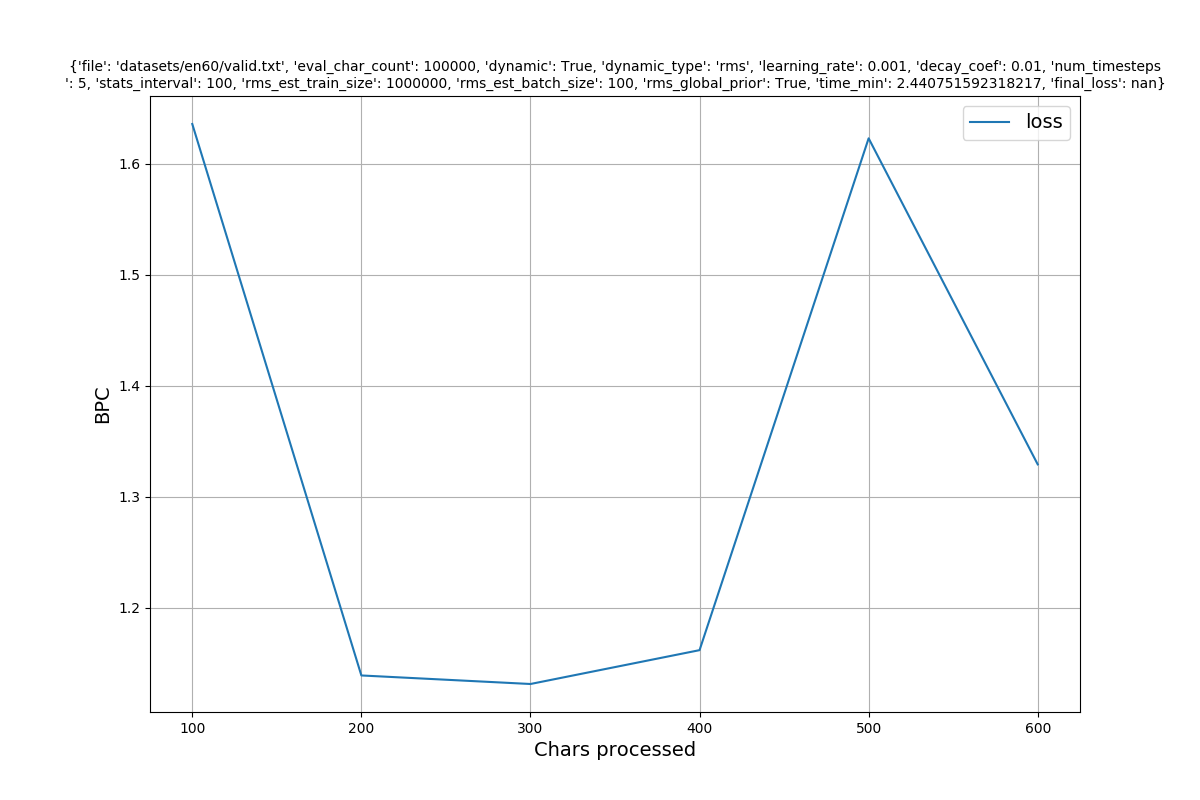 {'file': 'datasets/en60/valid.txt', 'eval_char_count': 100000, 'dynamic': True, 'dynamic_type': 'rms', 'learning_rate': 0.001, 'decay_coef': 0.01, 'num_timesteps
': 5, 'stats_interval': 100, 'rms_est_train_size': 1000000, 'rms_est_batch_size': 100, 'rms_global_prior': True, 'time_min': 2.440751592318217, 'final_loss': nan}
loss
1.6
1.5
1.4
1.3
1.2
BPC
100 200 300 400 500 600
Chars processed